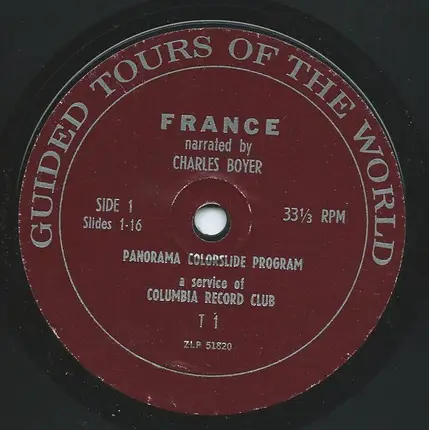 GUIDED TOURS OF THE WORLD
FRANCE
narrated by
CHARLES BOYER
SIDE 1
Slides 1-16
33⅓ RPM
PANORAMA COLORSLIDE PROGRAM
a service of
COLUMBIA RECORD CLUB
T 1
ZLP 51820